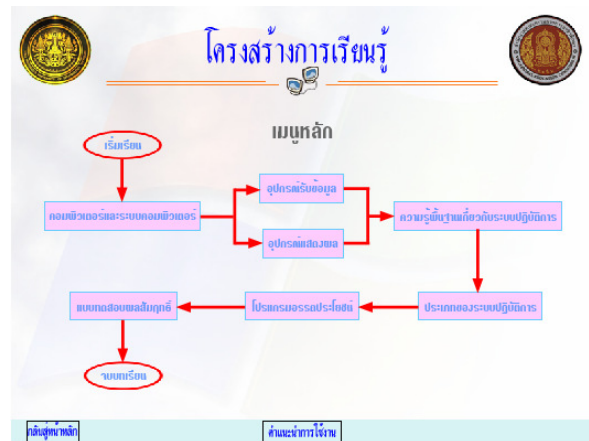 โครงสร้างการเรียนรู้
เมนูหลัก
เริ่มเรียน
คอมพิวเตอร์และระบบคอมพิวเตอร์
อุปกรณ์รับข้อมูล
อุปกรณ์แสดงผล
ความรู้พื้นฐานเกี่ยวกับระบบปฏิบัติการ
ประเภทของระบบปฏิบัติการ
โปรแกรมอรรถประโยชน์
แบบทดสอบผลสัมฤทธิ์
จบบทเรียน
กลับสู่หน้าหลัก
คำแนะนำการใช้งาน